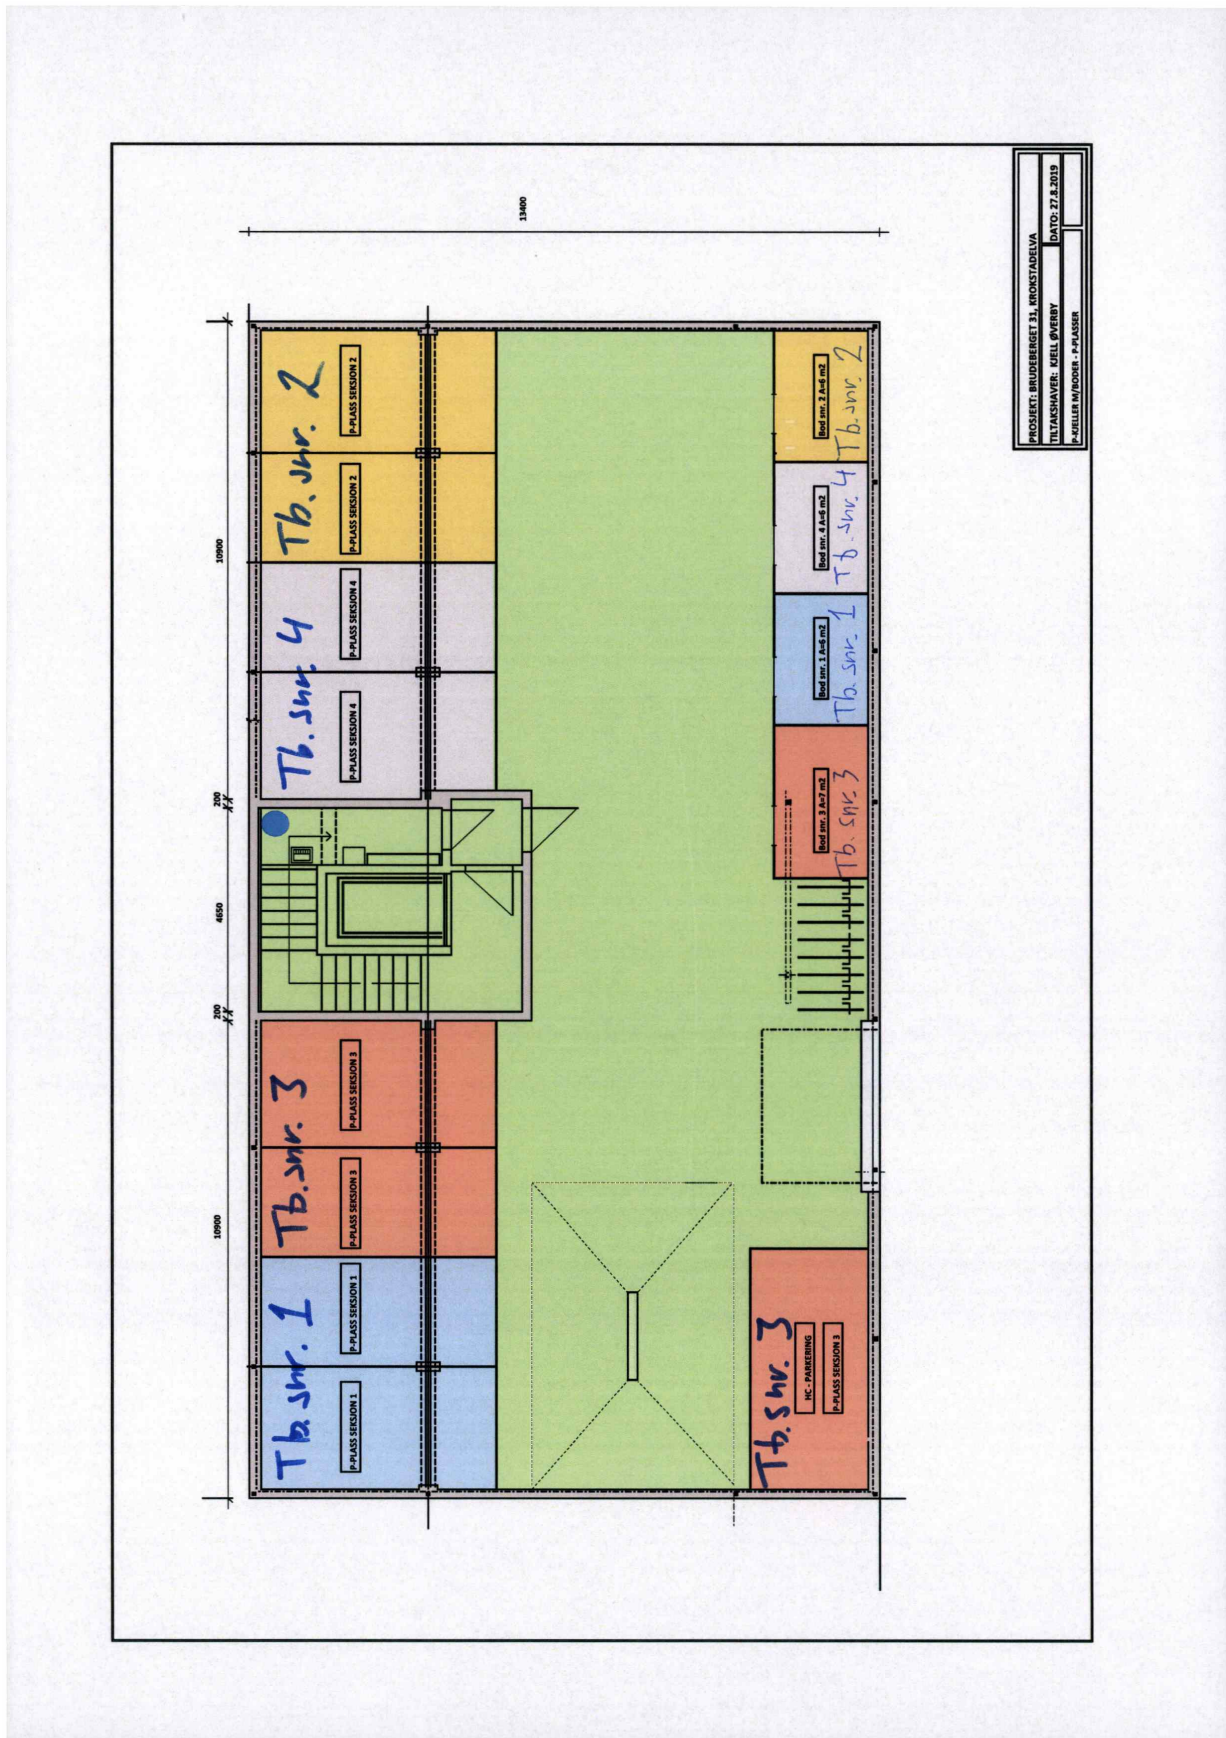 PROSJEKT: BRUDEBERGET 31, KROKSTADELVA
TILTAKSHAVER: KJELL ØVERBY
DATO: 27.8.2019
P-KJELLER M/BODER - P-PLASSER
10900
200
4650
200
10900
13400
Tb. snr. 1
P-PLASS SEKSJON 1
P-PLASS SEKSJON 1
Tb. snr. 3
P-PLASS SEKSJON 3
P-PLASS SEKSJON 3
Tb. snr. 4
P-PLASS SEKSJON 4
P-PLASS SEKSJON 4
Tb. snr. 2
P-PLASS SEKSJON 2
P-PLASS SEKSJON 2
Tb. snr. 3
HC - PARKERING
P-PLASS SEKSJON 3
Bod snr. 3 A=7 m2
Tb. snr. 3
Bod snr. 1 A=6 m2
Tb. snr. 1
Bod snr. 4 A=6 m2
Tb. snr. 4
Bod snr. 2 A=6 m2
Tb. snr. 2